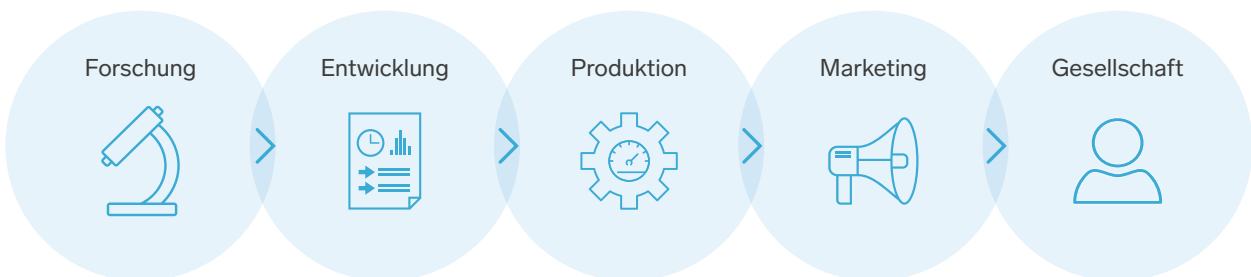 Forschung
Entwicklung
Produktion
Marketing
Gesellschaft